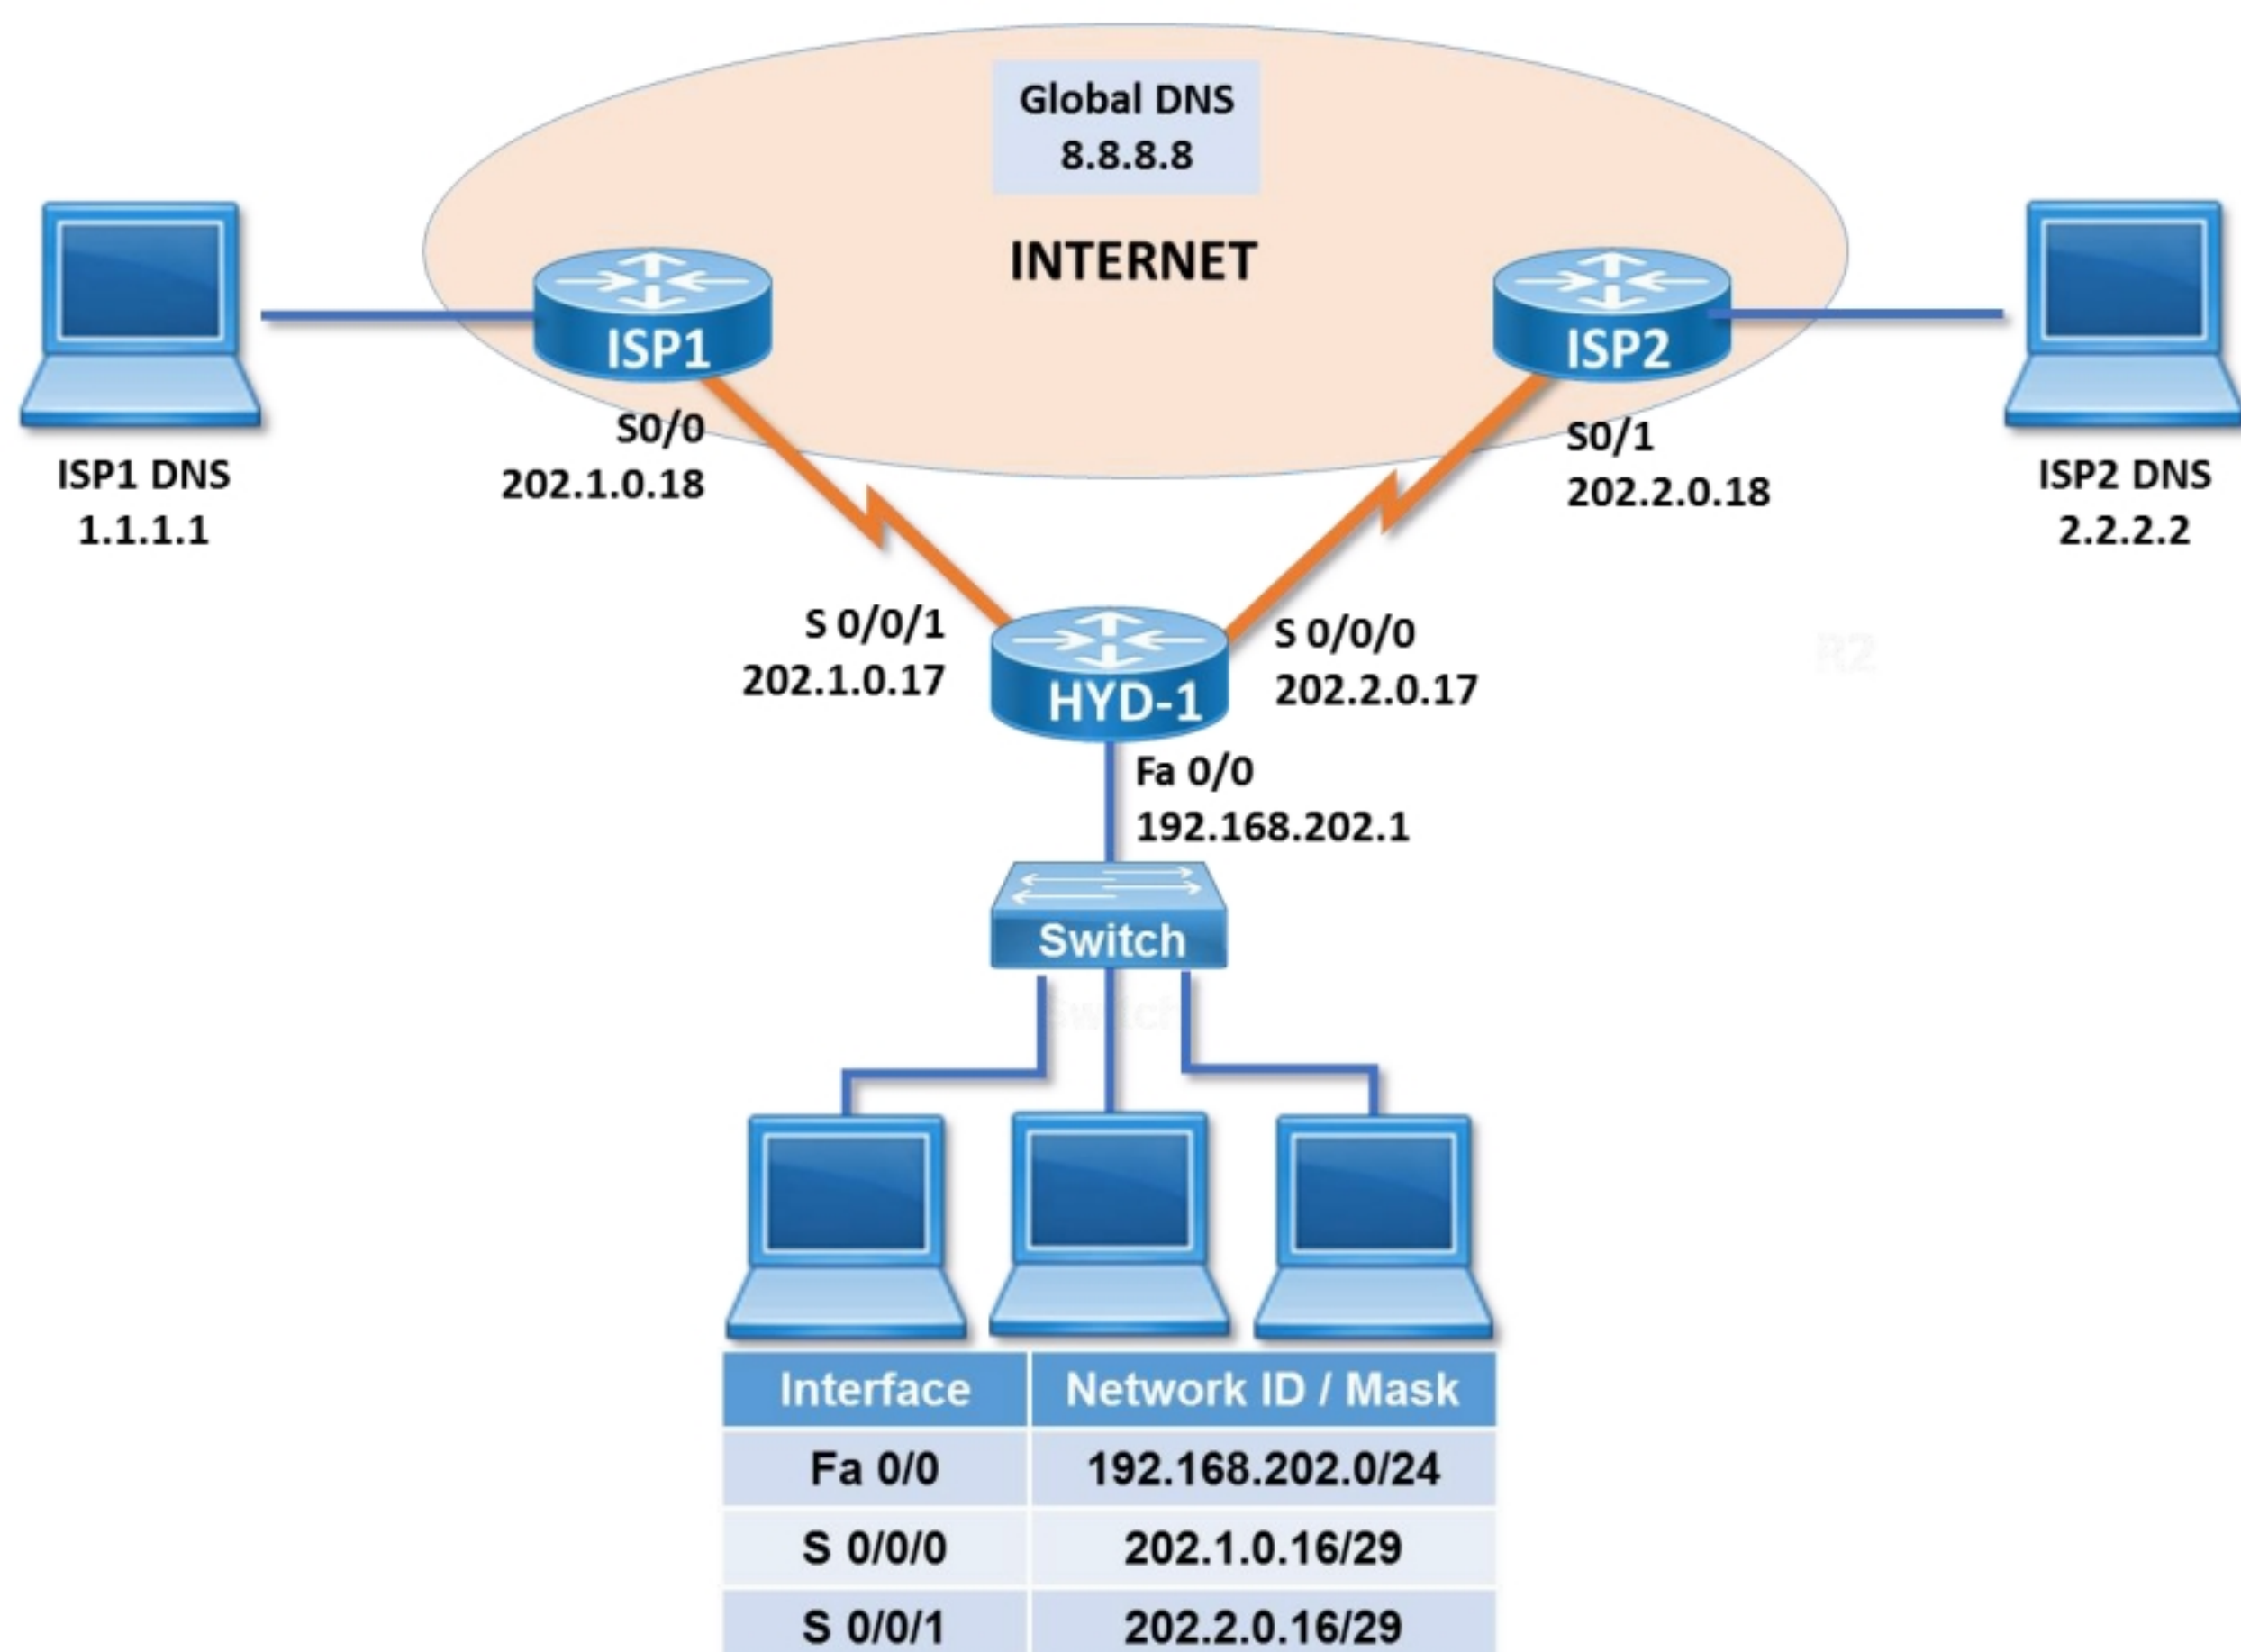 Global DNS
8.8.8.8
INTERNET
ISP1
ISP2
S0/0
202.1.0.18
S0/1
202.2.0.18
ISP1 DNS
1.1.1.1
ISP2 DNS
2.2.2.2
S 0/0/1
202.1.0.17
S 0/0/0
202.2.0.17
R2
HYD-1
Fa 0/0
192.168.202.1
Switch
Switch
Interface Network ID / Mask
Fa 0/0 192.168.202.0/24
S 0/0/0 202.1.0.16/29
S 0/0/1 202.2.0.16/29